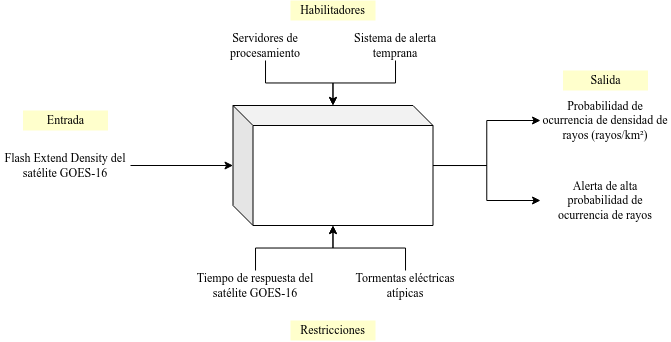 Habilitadores
Servidores de
procesamiento
Sistema de alerta
temprana
Entrada
Flash Extend Density del
satélite GOES-16
Salida
Probabilidad de
ocurrencia de densidad de
rayos (rayos/km²)
Alerta de alta
probabilidad de
ocurrencia de rayos
Tiempo de respuesta del
satélite GOES-16
Tormentas eléctricas
atípicas
Restricciones